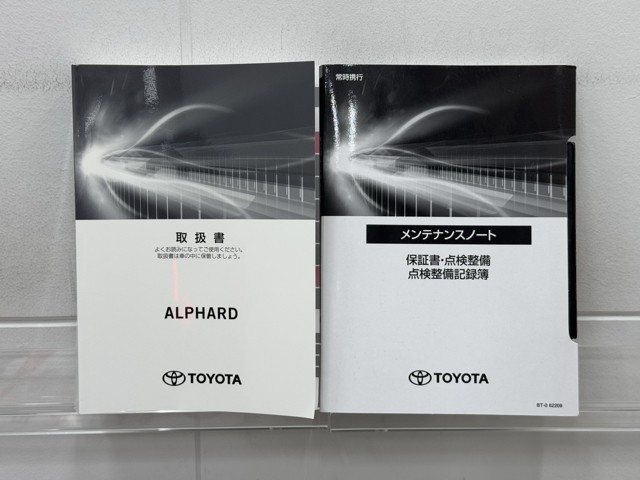 取扱書
よくお読みになってご使用ください。
取扱書は車の中に保管しましょう。
ALPHARD
TOYOTA
常時携行
メンテナンスノート
保証書・点検整備
点検整備記録簿
TOYOTA
BT-0 62209